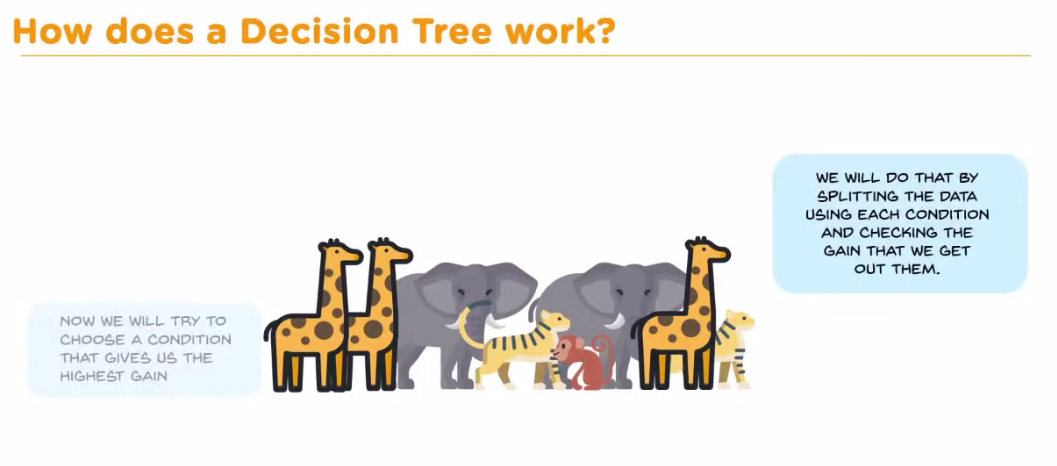 How does a Decision Tree work?
WE WILL DO THAT BY
SPLITTING THE DATA
USING EACH CONDITION
AND CHECKING THE
GAIN THAT WE GET
OUT THEM.
NOW WE WILL TRY TO
CHOOSE A CONDITION
THAT GIVES US THE
HIGHEST GAIN